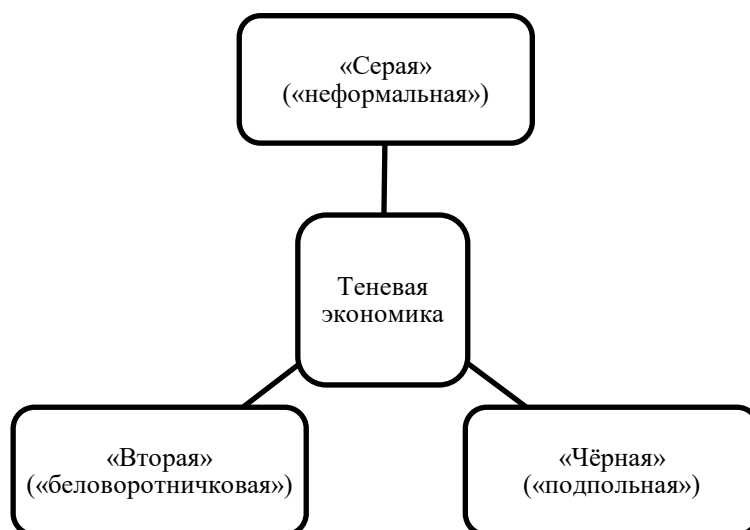 «Серая»
(«неформальная»)
Теневая
экономика
«Вторая»
(«беловоротничковая»)
«Чёрная»
(«подпольная»)